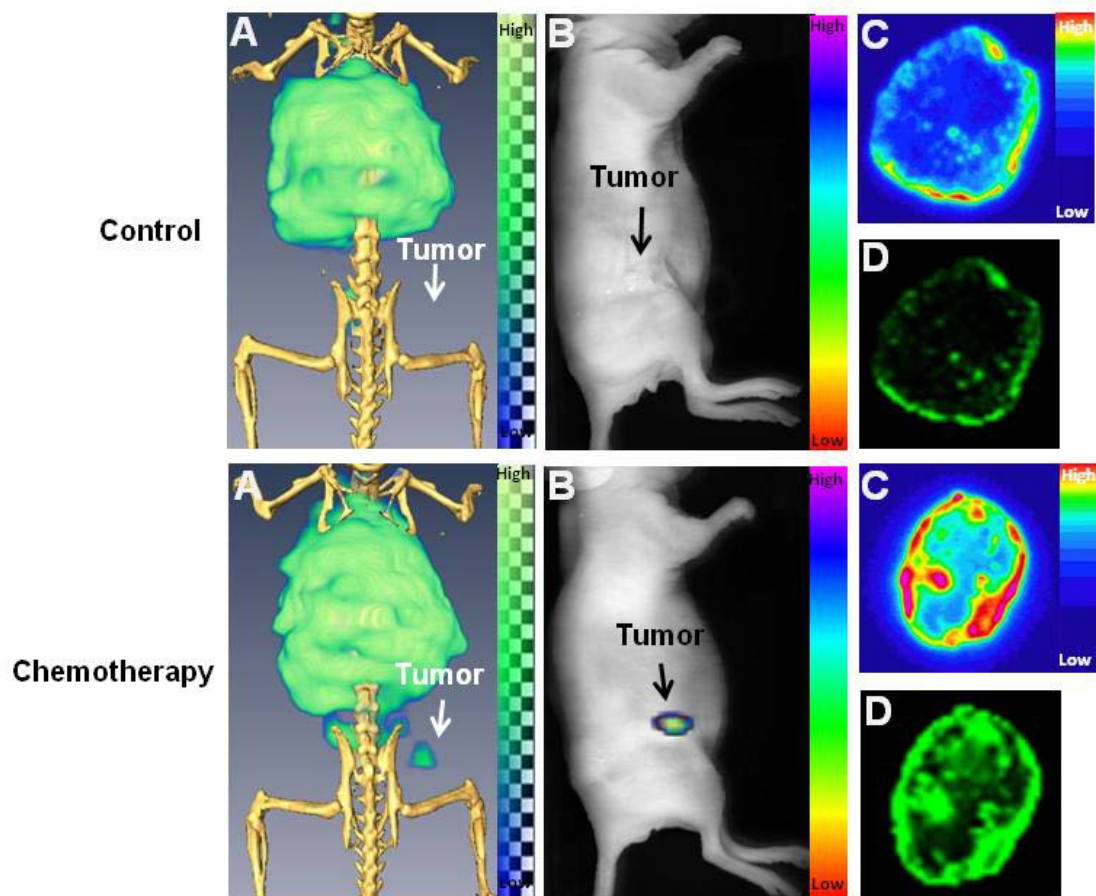 A
High
Tumor
Low
B
High
Tumor
Low
C
High
Low
D
Control
A
High
Tumor
Low
B
High
Tumor
Low
C
High
Low
D
Chemotherapy